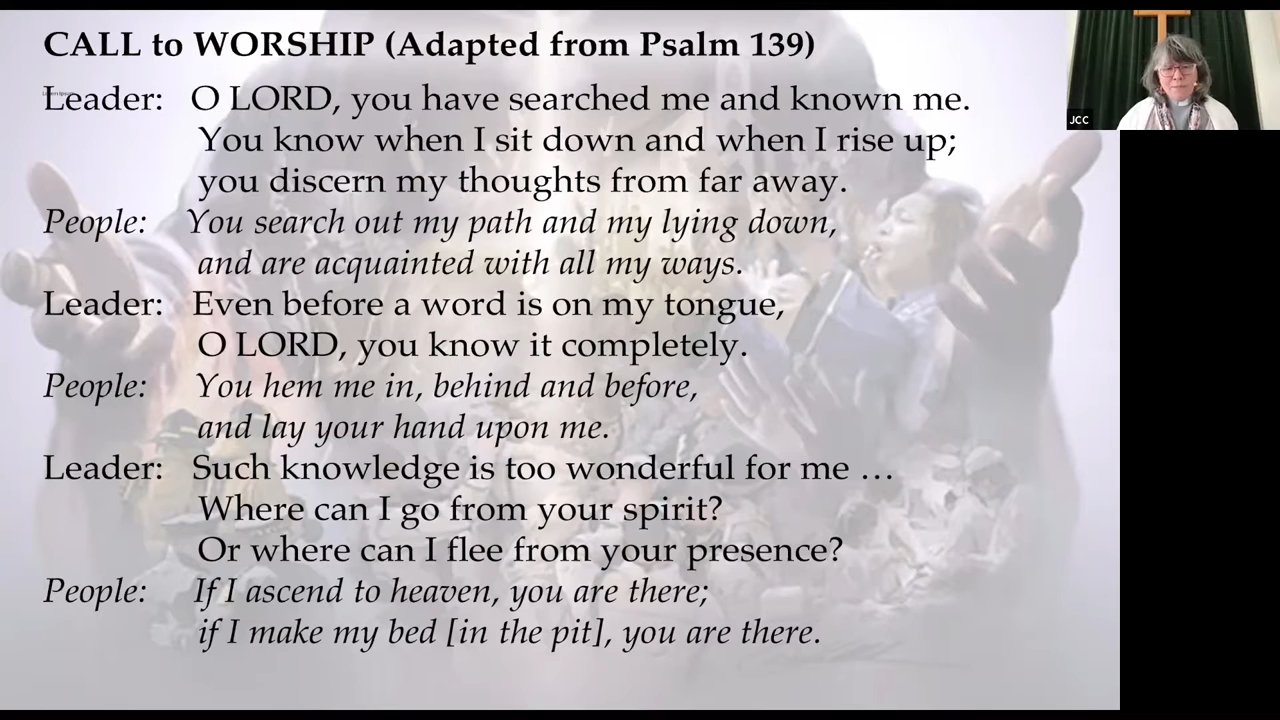 CALL to WORSHIP (Adapted from Psalm 139)
Leader: O LORD, you have searched me and known me.
You know when I sit down and when I rise up;
you discern my thoughts from far away.
People: You search out my path and my lying down,
and are acquainted with all my ways.
Leader: Even before a word is on my tongue,
O LORD, you know it completely.
People: You hem me in, behind and before,
and lay your hand upon me.
Leader: Such knowledge is too wonderful for me …
Where can I go from your spirit?
Or where can I flee from your presence?
People: If I ascend to heaven, you are there;
if I make my bed [in the pit], you are there.
JCC